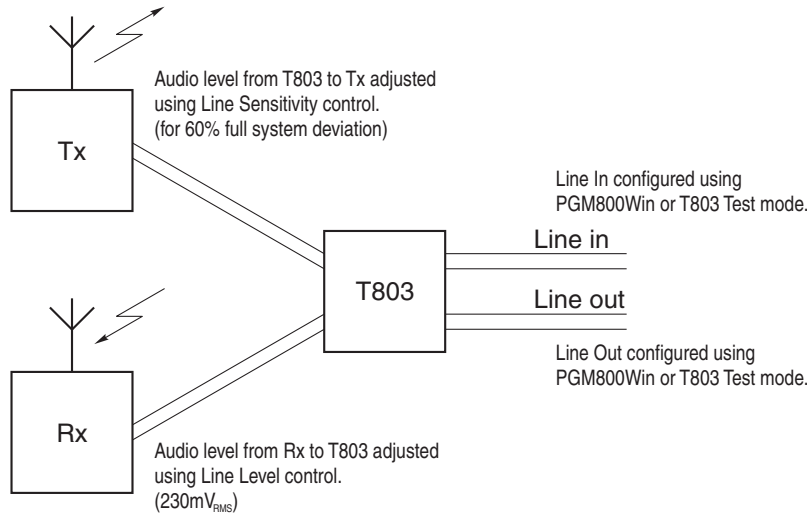 Audio level from T803 to Tx adjusted
using Line Sensitivity control.
(for 60% full system deviation)
Tx
Line In configured using
PGM800Win or T803 Test mode.
Line in
T803
Line out
Line Out configured using
PGM800Win or T803 Test mode.
Rx
Audio level from Rx to T803 adjusted
using Line Level control.
(230mVRMS)